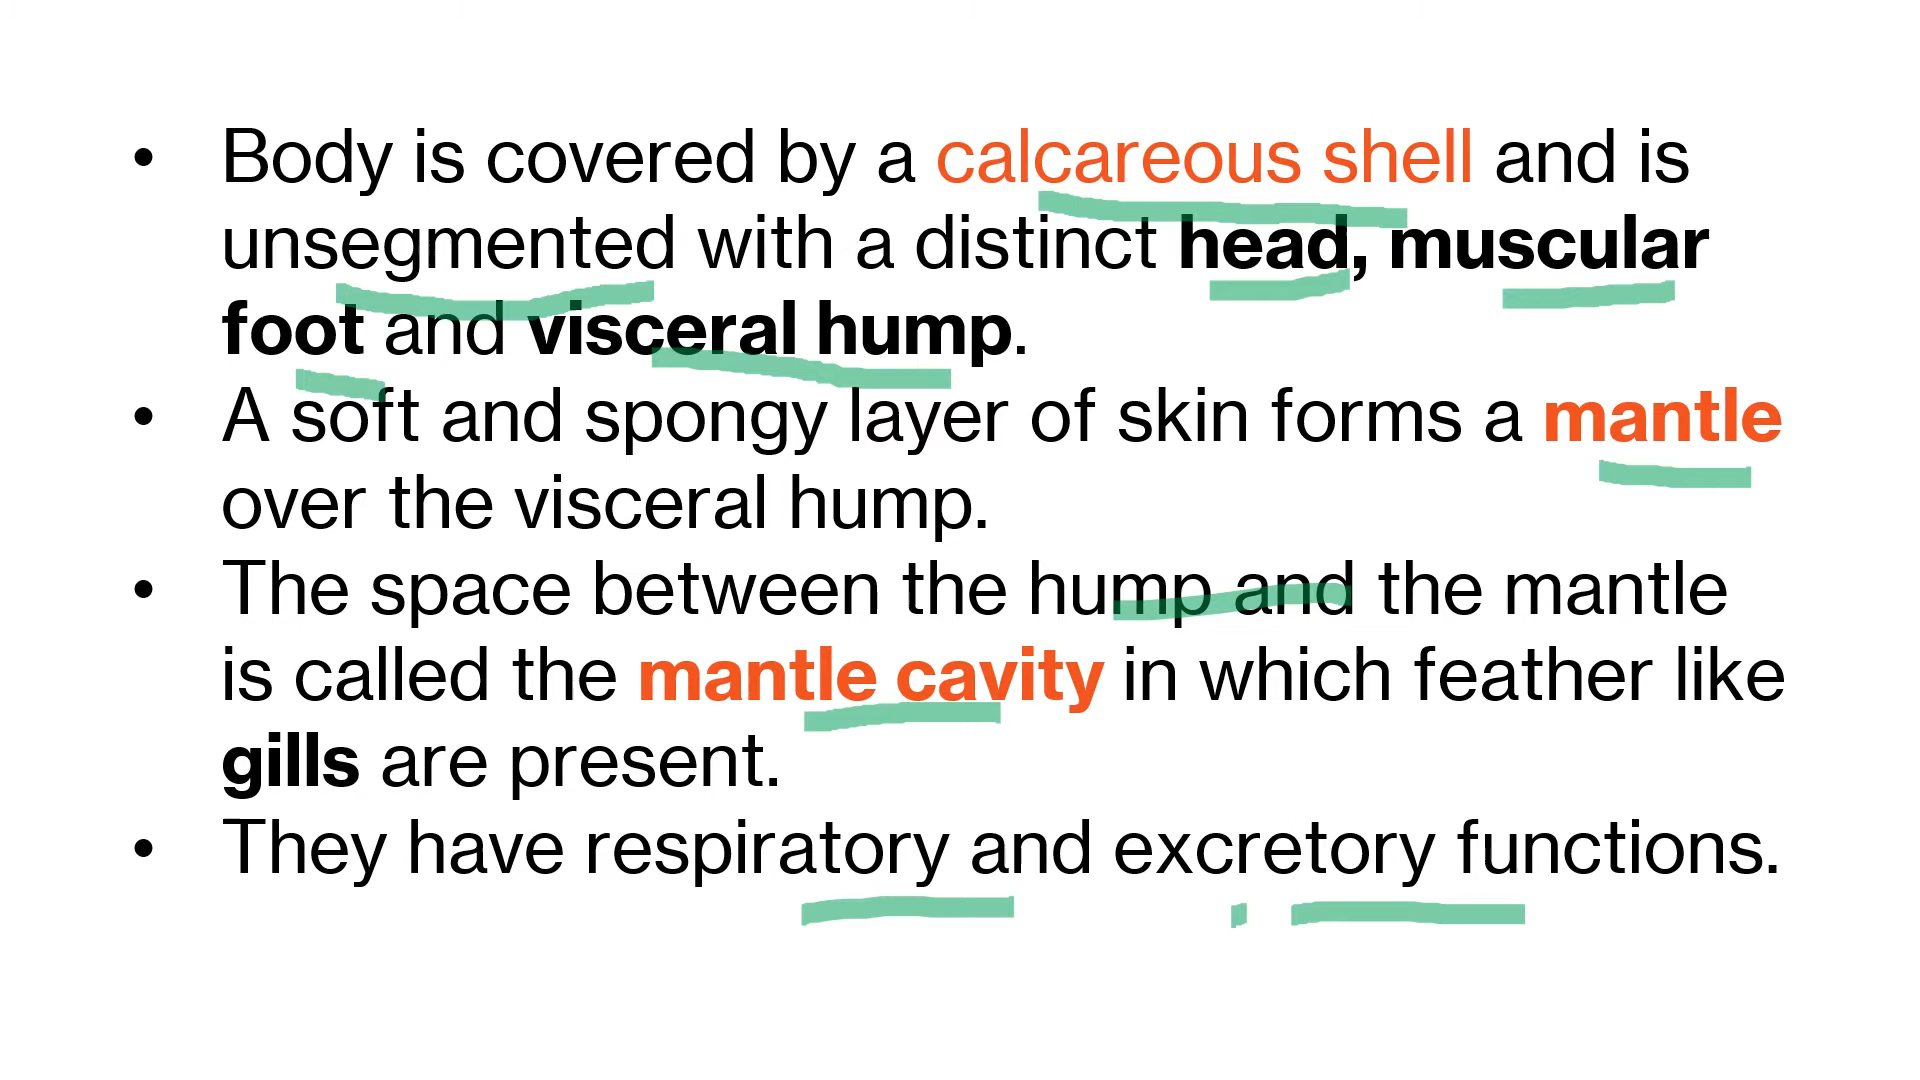 • Body is covered by a calcareous shell and is
unsegmented with a distinct head, muscular
foot and visceral hump.
• A soft and spongy layer of skin forms a mantle
over the visceral hump.
• The space between the hump and the mantle
is called the mantle cavity in which feather like
gills are present.
• They have respiratory and excretory functions.